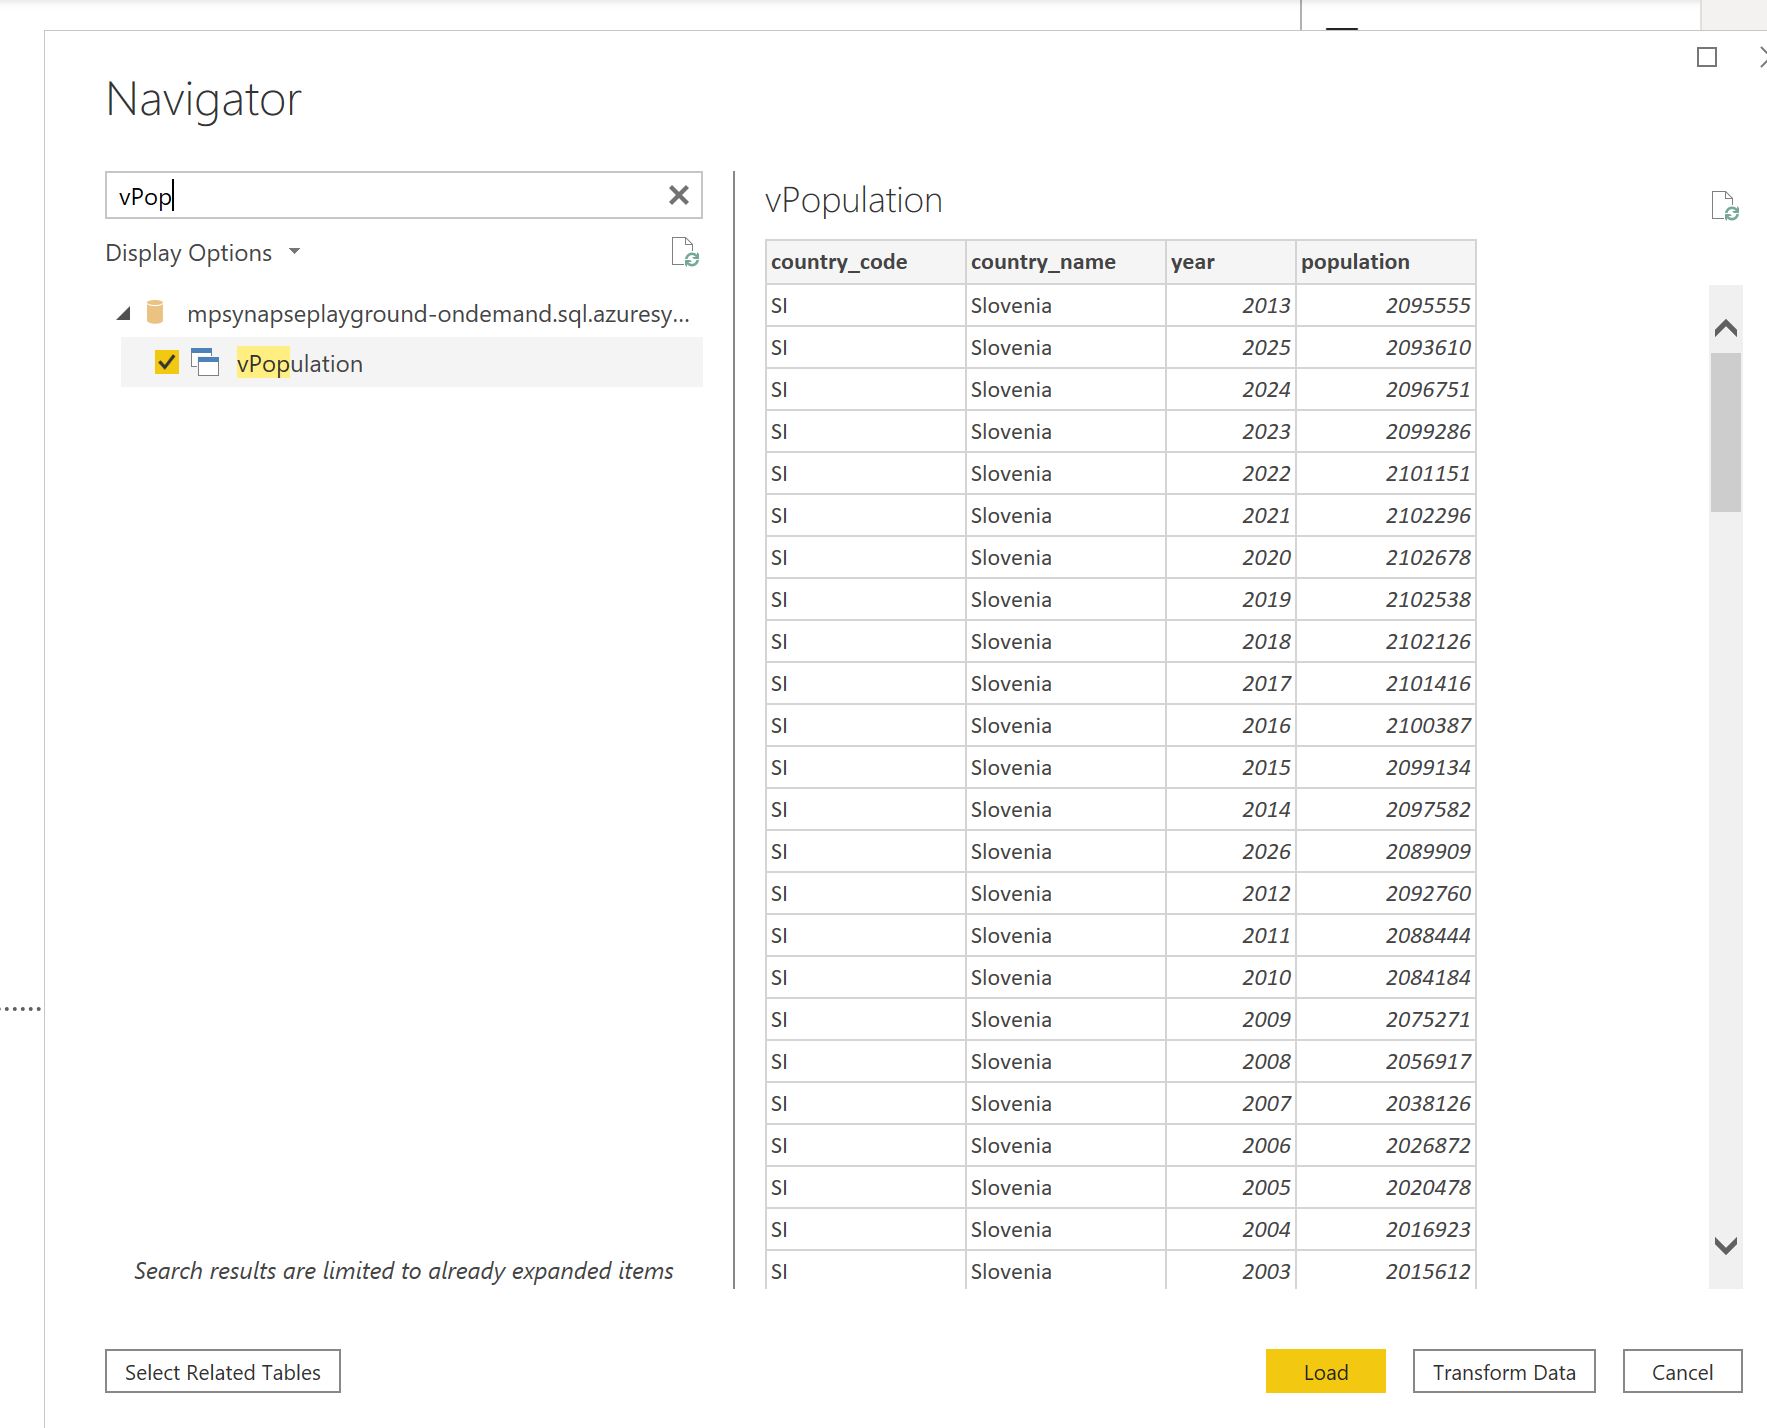 Navigator
vPop
Display Options
mpsynapseplayground-ondemand.sql.azuresy...
vPopulation
Search results are limited to already expanded items
vPopulation
country_code country_name year population
SI Slovenia 2013 2095555
SI Slovenia 2025 2093610
SI Slovenia 2024 2096751
SI Slovenia 2023 2099286
SI Slovenia 2022 2101151
SI Slovenia 2021 2102296
SI Slovenia 2020 2102678
SI Slovenia 2019 2102538
SI Slovenia 2018 2102126
SI Slovenia 2017 2101416
SI Slovenia 2016 2100387
SI Slovenia 2015 2099134
SI Slovenia 2014 2097582
SI Slovenia 2026 2089909
SI Slovenia 2012 2092760
SI Slovenia 2011 2088444
SI Slovenia 2010 2084184
SI Slovenia 2009 2075271
SI Slovenia 2008 2056917
SI Slovenia 2007 2038126
SI Slovenia 2006 2026872
SI Slovenia 2005 2020478
SI Slovenia 2004 2016923
SI Slovenia 2003 2015612
Select Related Tables
Load
Transform Data
Cancel